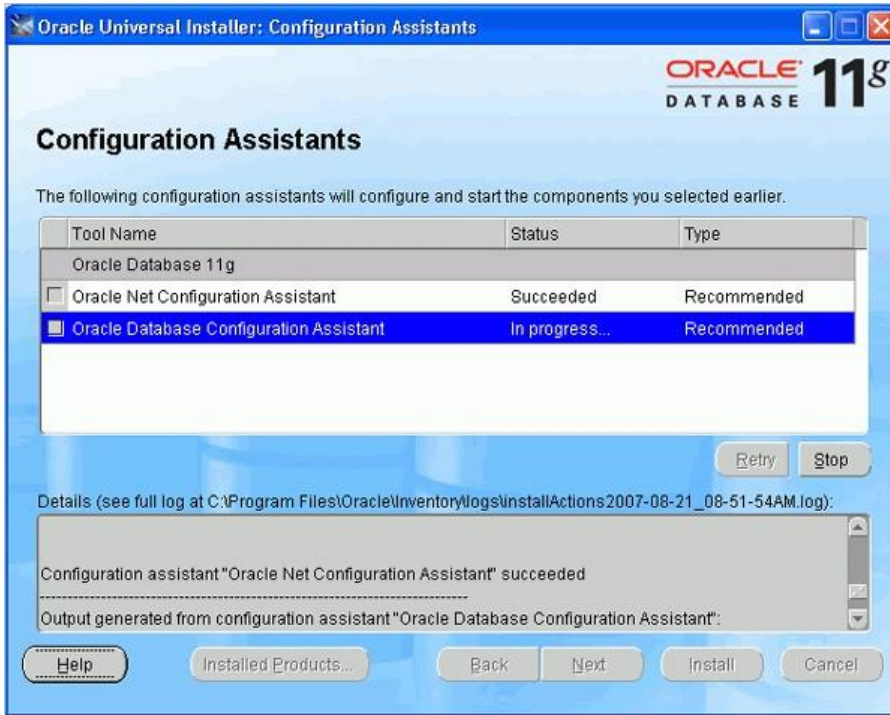 Oracle Universal Installer: Configuration Assistants
ORACLE 11g
DATABASE
Configuration Assistants
The following configuration assistants will configure and start the components you selected earlier.
Tool Name Status Type
Oracle Database 11g
Oracle Net Configuration Assistant Succeeded Recommended
Oracle Database Configuration Assistant In progress... Recommended
Retry Stop
Details (see full log at C:\Program Files\Oracle\Inventory\logs\installActions2007-08-21_08-51-54AM.log):
Configuration assistant "Oracle Net Configuration Assistant" succeeded
-----------------------------------------------------------------------------
Output generated from configuration assistant "Oracle Database Configuration Assistant":
Help Installed Products... Back Next Install Cancel